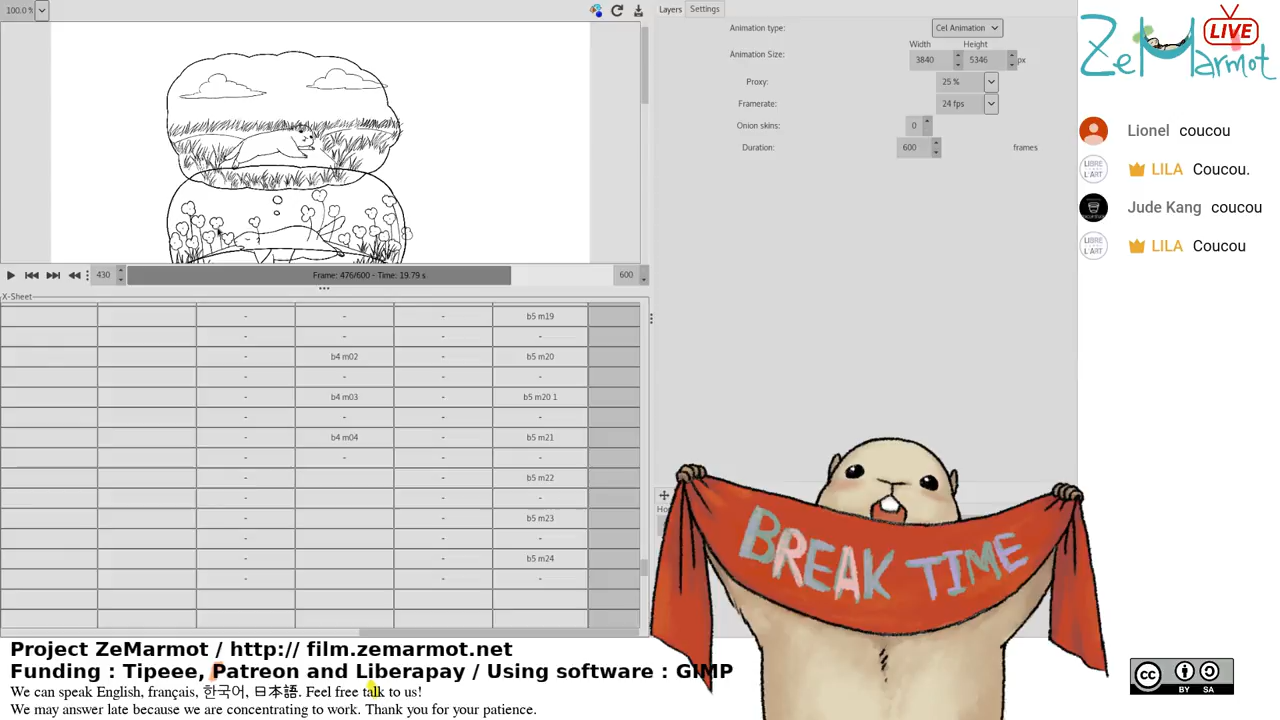 100.0 %
Layers Settings
Animation type: Cel Animation
Width Height
Animation Size: 3840 5346 px
Proxy: 25 %
Framerate: 24 fps
Onion skins: 0
Duration: 600 frames
ZeMarmot LIVE
Lionel coucou
LILA Coucou.
Jude Kang coucou
LILA Coucou
430 Frame: 476/600 - Time: 19.79 s 600
X-Sheet
- - - b5 m19
- - - -
- b4 m02 - b5 m20
- - - -
- b4 m03 - b5 m20 1
- - - -
- b4 m04 - b5 m21
- - - -
b5 m22
-
b5 m23
-
b5 m24
-
BREAK TIME
Project ZeMarmot / http:// film.zemarmot.net
Funding : Tipeee, Patreon and Liberapay / Using software : GIMP
We can speak English, français, 한국어, 日本語. Feel free talk to us!
We may answer late because we are concentrating to work. Thank you for your patience.
CC BY SA